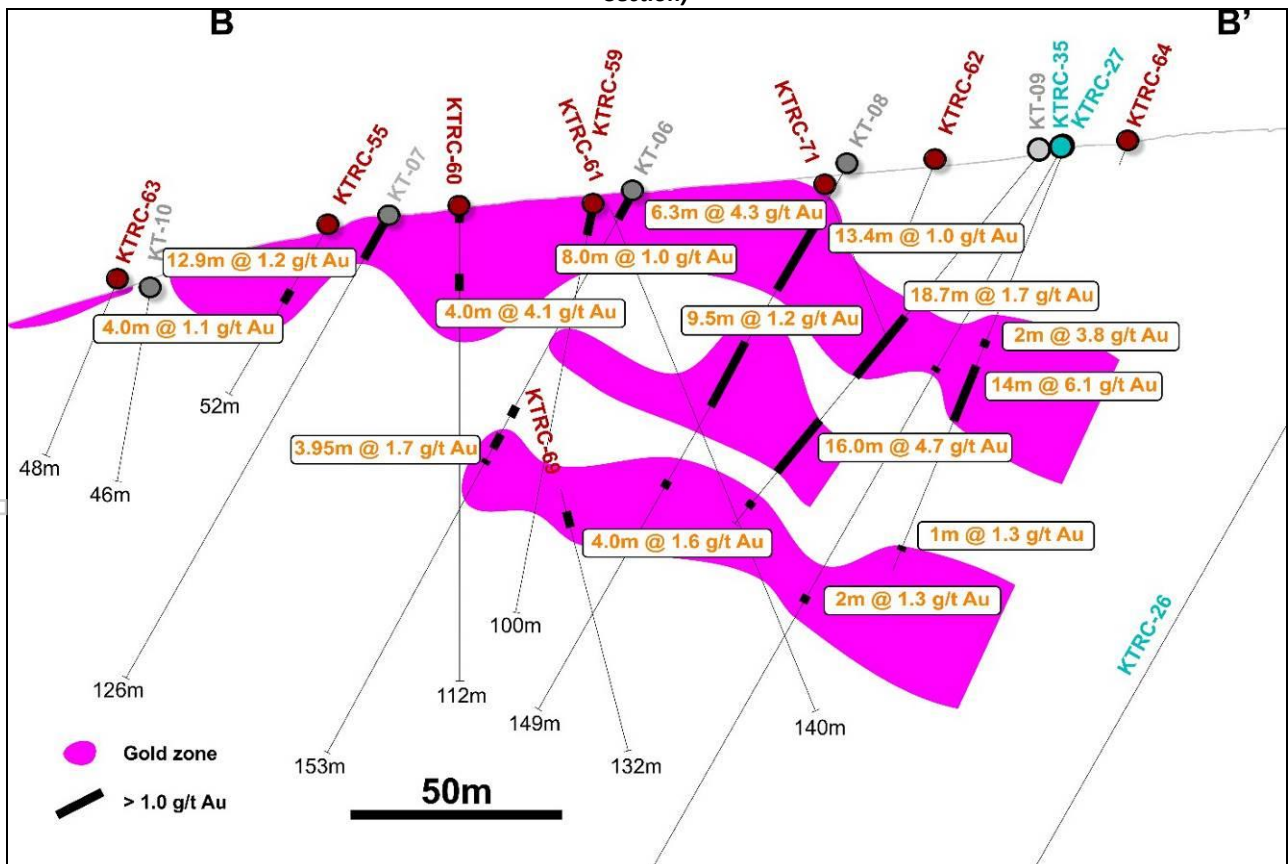 B
B’
KTRC-63
KT-10
KTRC-55
KT-07
KTRC-60
KTRC-61
KTRC-59
KT-06
KTRC-71
KT-08
KTRC-62
KT-09
KTRC-35
KTRC-27
KTRC-64
6.3m @ 4.3 g/t Au
13.4m @ 1.0 g/t Au
12.9m @ 1.2 g/t Au
8.0m @ 1.0 g/t Au
18.7m @ 1.7 g/t Au
4.0m @ 1.1 g/t Au
4.0m @ 4.1 g/t Au
9.5m @ 1.2 g/t Au
2m @ 3.8 g/t Au
14m @ 6.1 g/t Au
52m
KTRC-69
3.95m @ 1.7 g/t Au
16.0m @ 4.7 g/t Au
48m
46m
4.0m @ 1.6 g/t Au
1m @ 1.3 g/t Au
2m @ 1.3 g/t Au
100m
KTRC-26
126m
112m
149m
140m
153m
132m
Gold zone
> 1.0 g/t Au
50m